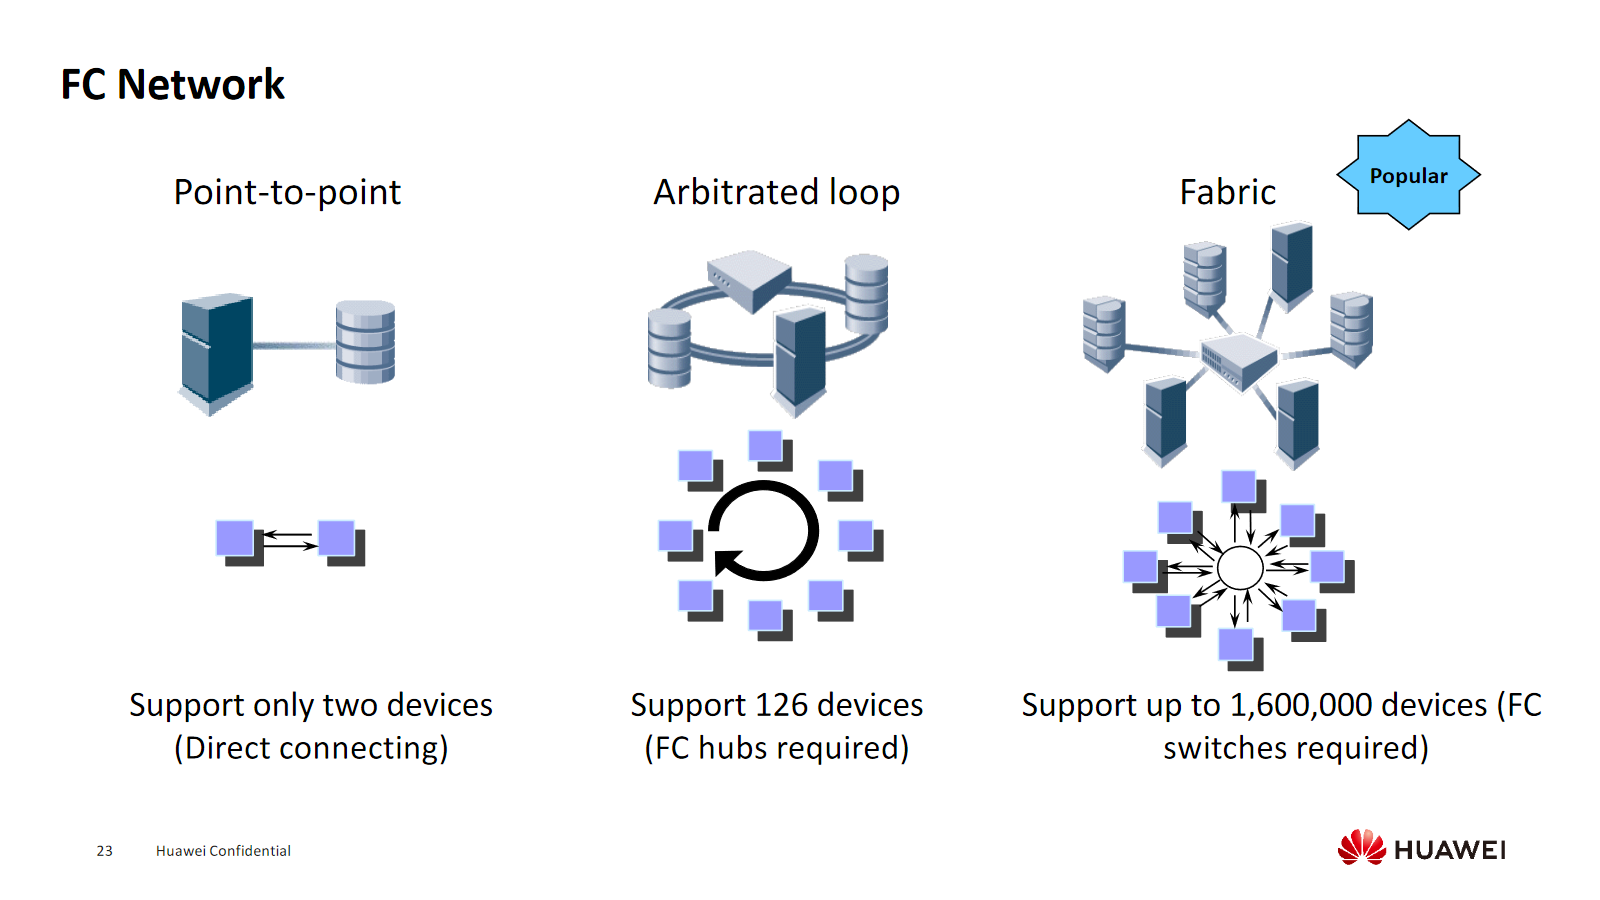 FC Network
Point-to-point
Arbitrated loop
Fabric
Popular
Support only two devices
(Direct connecting)
Support 126 devices
(FC hubs required)
Support up to 1,600,000 devices (FC
switches required)
23
Huawei Confidential
HUAWEI